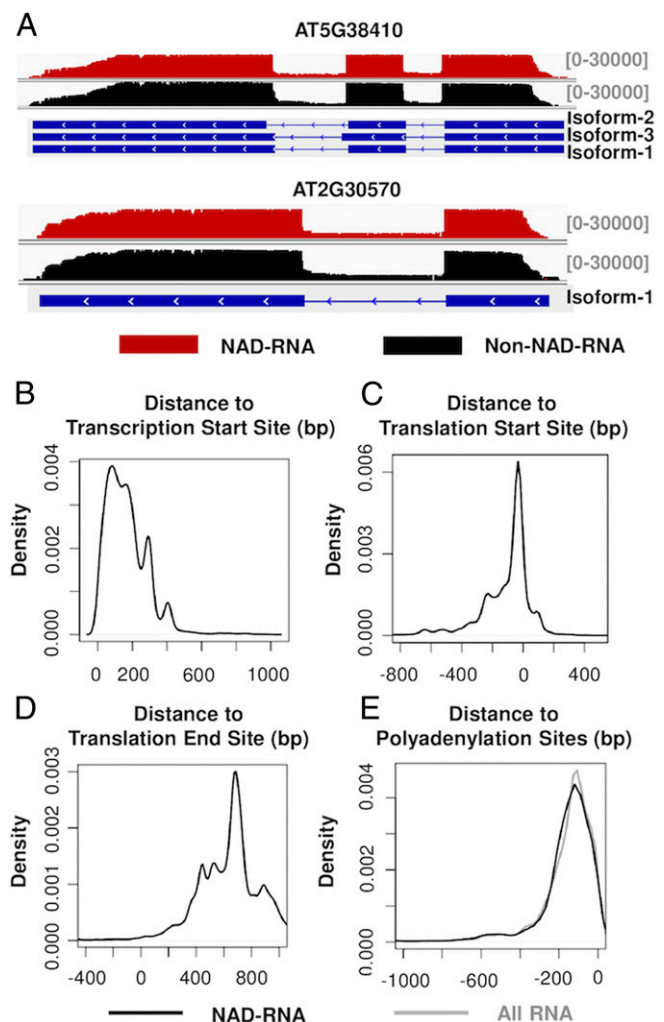 A
AT5G38410
[0-30000]
[0-30000]
Isoform-2
Isoform-3
Isoform-1
AT2G30570
[0-30000]
[0-30000]
Isoform-1
NAD-RNA Non-NAD-RNA
B Distance to
Transcription Start Site (bp)
Density
0.000 0.002 0.004
0 200 600 1000
C Distance to
Translation Start Site (bp)
Density
0.000 0.003 0.006
-800 -400 0 400
D Distance to
Translation End Site (bp)
Density
0.000 0.001 0.002 0.003
-400 0 400 800
E Distance to
Polyadenylation Sites (bp)
Density
0.000 0.002 0.004
-1000 -600 -200 0
NAD-RNA All RNA